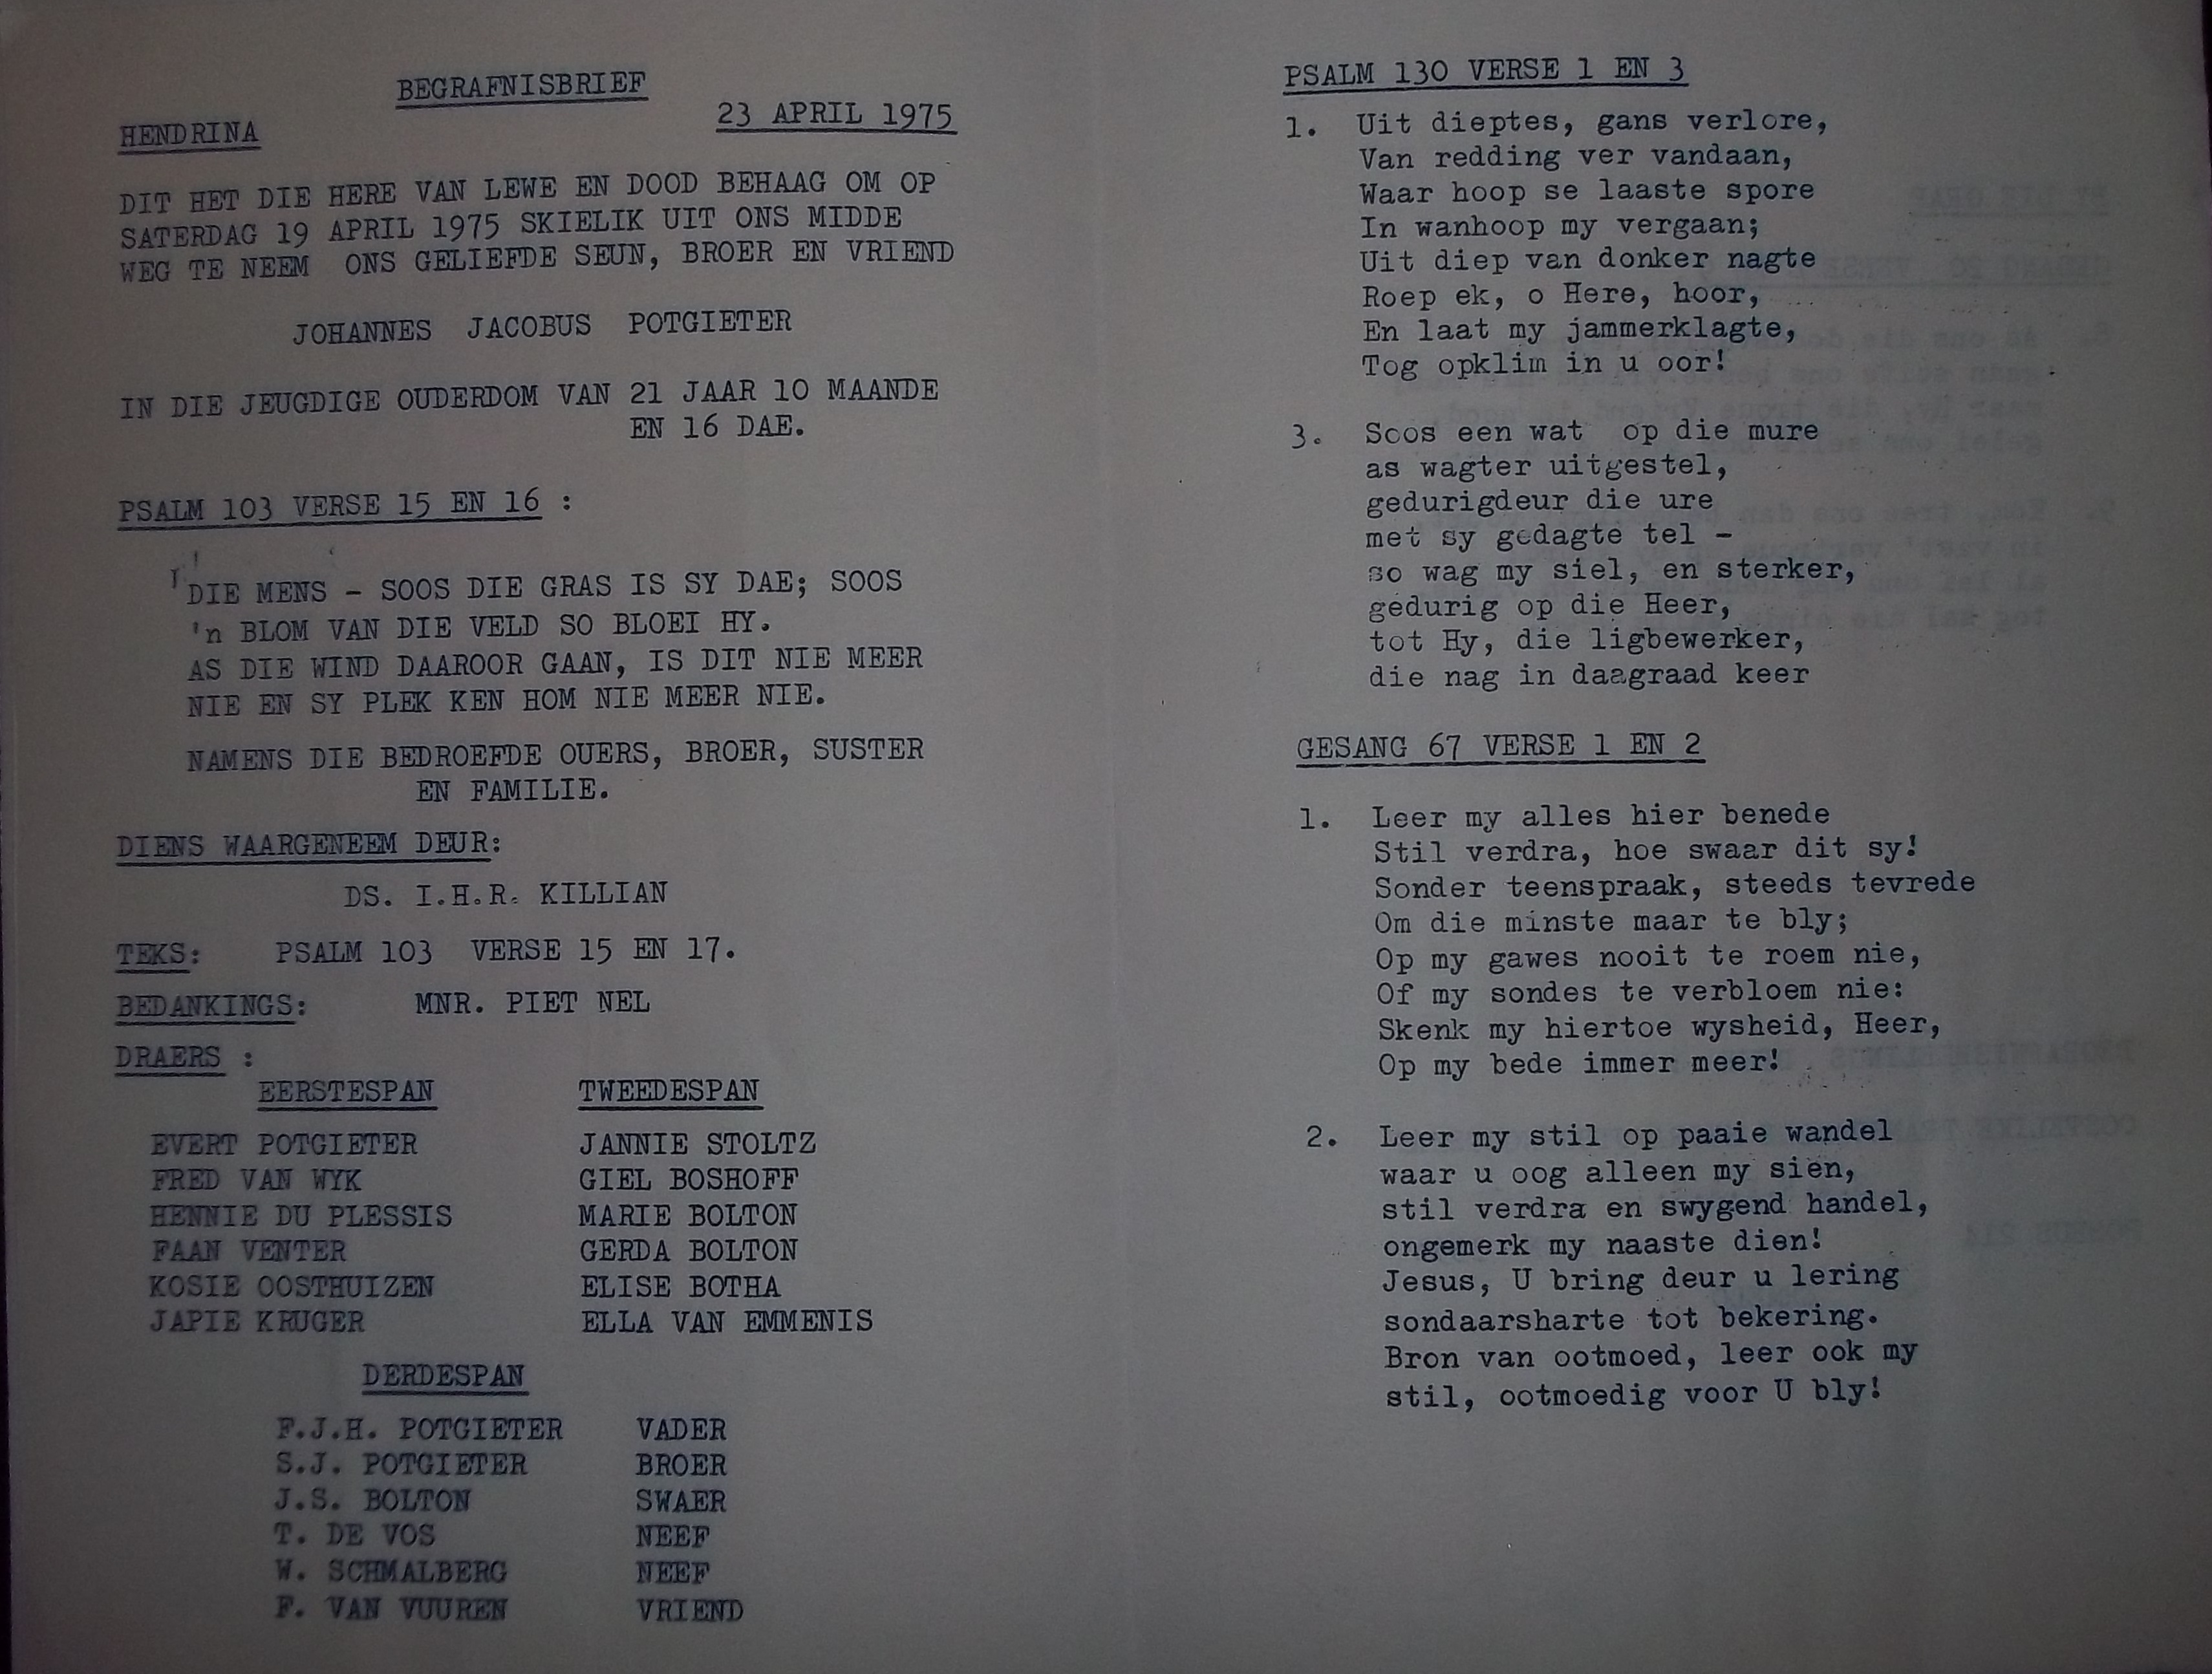 BEGRAFNISBRIEF
HENDRINA
23 APRIL 1975
DIT HET DIE HERE VAN LEWE EN DOOD BEHAAG OM OP
SATERDAG 19 APRIL 1975 SKIELIK UIT ONS MIDDE
WEG TE NEEM ONS GELIEFDE SEUN, BROER EN VRIEND
JOHANNES JACOBUS POTGIETER
IN DIE JEUGDIGE OUDERDOM VAN 21 JAAR 10 MAANDE
EN 16 DAE.
PSALM 103 VERSE 15 EN 16 :
DIE MENS - SOOS DIE GRAS IS SY DAE; SOOS
'n BLOM VAN DIE VELD SO BLOEI HY.
AS DIE WIND DAAROOR GAAN, IS DIT NIE MEER
NIE EN SY PLEK KEN HOM NIE MEER NIE.
NAMENS DIE BEDROEFDE OUERS, BROER, SUSTER
EN FAMILIE.
DIENS WAARGENEEM DEUR:
DS. I.H.R. KILLIAN
TEKS: PSALM 103 VERSE 15 EN 17.
BEDANKINGS: MNR. PIET NEL
DRAERS :
EERSTESPAN TWEEDESPAN
EVERT POTGIETER JANNIE STOLTZ
FRED VAN WYK GIEL BOSHOFF
HENNIE DU PLESSIS MARIE BOLTON
FAAN VENTER GERDA BOLTON
KOSIE OOSTHUIZEN ELISE BOTHA
JAPIE KRUGER ELLA VAN EMMENIS
DERDESPAN
F.J.H. POTGIETER VADER
S.J. POTGIETER BROER
J.S. BOLTON SWAER
T. DE VOS NEEF
W. SCHMALBERG NEEF
F. VAN VUUREN VRIEND
PSALM 130 VERSE 1 EN 3
1. Uit dieptes, gans verlore,
Van redding ver vandaan,
Waar hoop se laaste spore
In wanhoop my vergaan;
Uit diep van donker nagte
Roep ek, o Here, hoor,
En laat my jammerklagte,
Tog opklim in u oor!
3. Soos een wat op die mure
as wagter uitgestel,
gedurigdeur die ure
met sy gedagte tel -
so wag my siel, en sterker,
gedurig op die Heer,
tot Hy, die ligbewerker,
die nag in daagraad keer
GESANG 67 VERSE 1 EN 2
1. Leer my alles hier benede
Stil verdra, hoe swaar dit sy!
Sonder teenspraak, steeds tevrede
Om die minste maar te bly;
Op my gawes nooit te roem nie,
Of my sondes te verbloem nie:
Skenk my hiertoe wysheid, Heer,
Op my bede immer meer!
2. Leer my stil op paaie wandel
waar u oog alleen my sien,
stil verdra en swygend handel,
ongemerk my naaste dien!
Jesus, U bring deur u lering
sondaarsharte tot bekering.
Bron van ootmoed, leer ook my
stil, ootmoedig voor U bly!